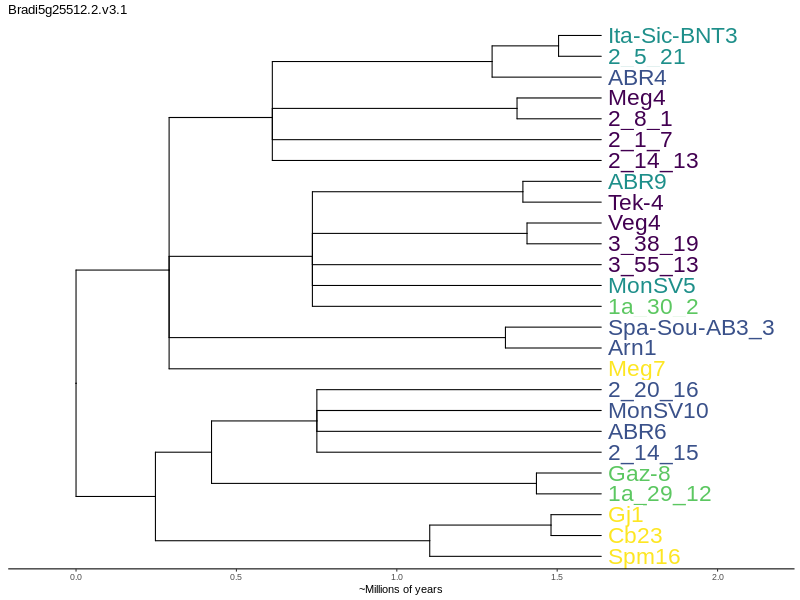 Bradi5g25512.2.v3.1
Ita-Sic-BNT3
2_5_21
ABR4
Meg4
2_8_1
2_1_7
2_14_13
ABR9
Tek-4
Veg4
3_38_19
3_55_13
MonSV5
1a_30_2
Spa-Sou-AB3_3
Arn1
Meg7
2_20_16
MonSV10
ABR6
2_14_15
Gaz-8
1a_29_12
Gj1
Cb23
Spm16
0.0 0.5 1.0 1.5 2.0
~Millions of years